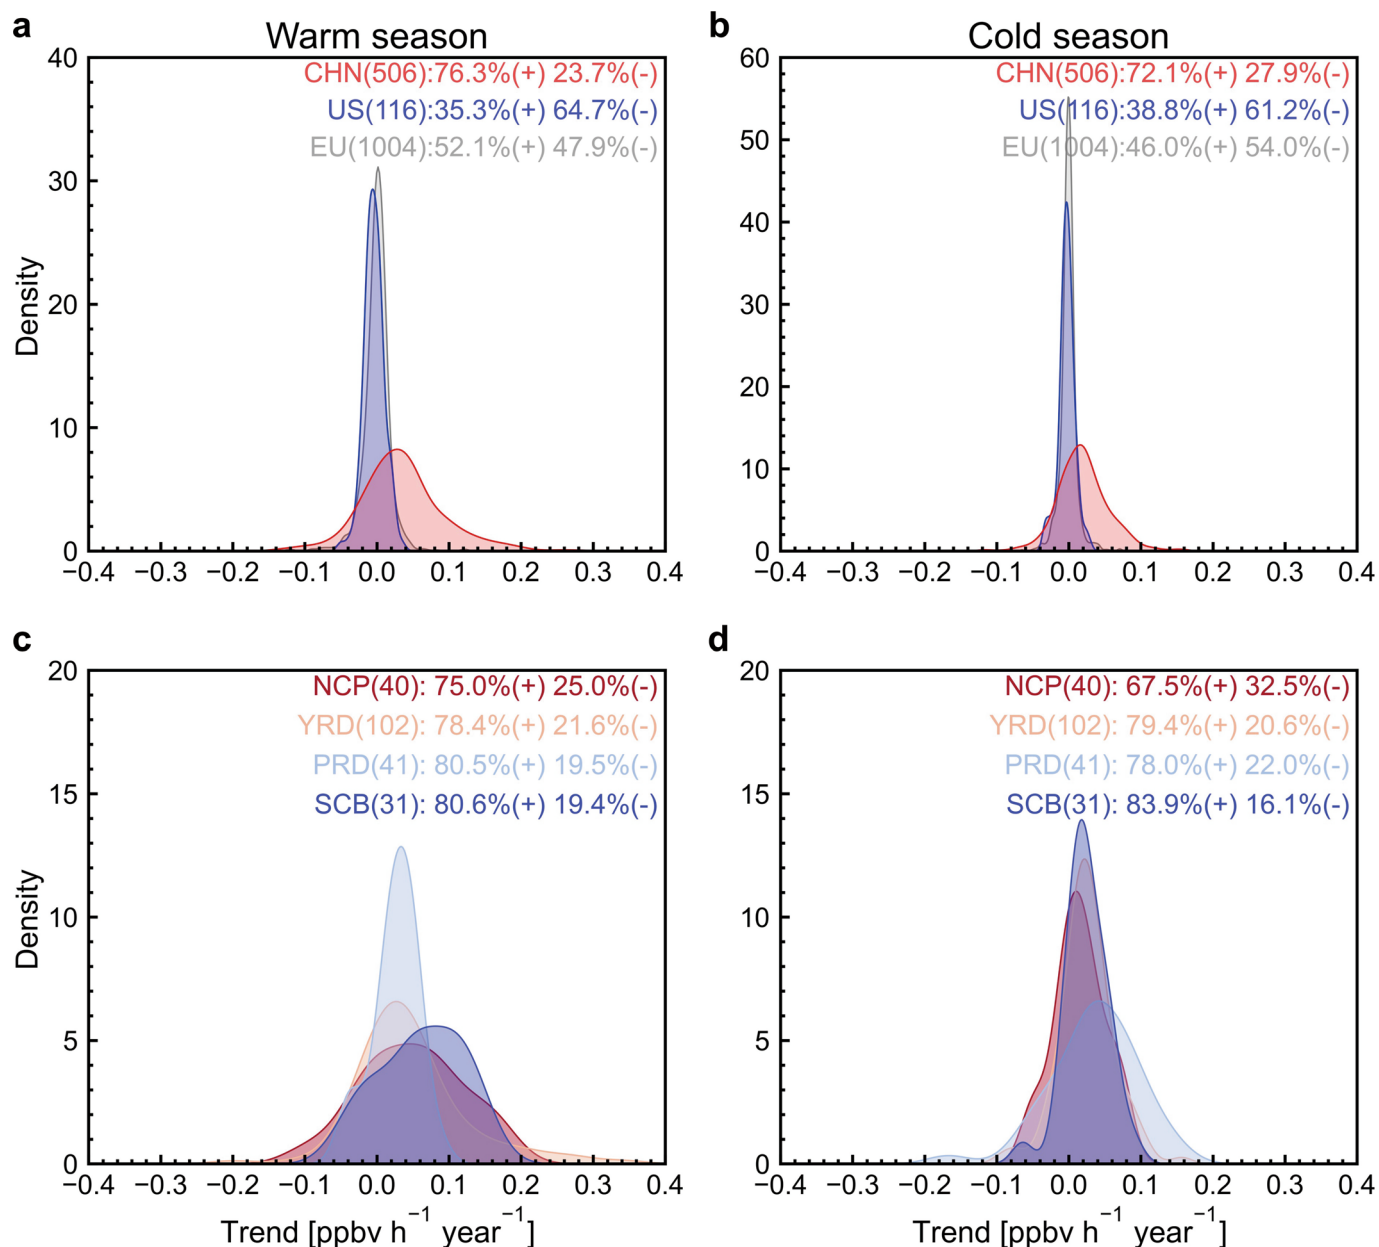 a
Warm season
40
30
20
10
0
Density
CHN(506):76.3%(+) 23.7%(-)
US(116):35.3%(+) 64.7%(-)
EU(1004):52.1%(+) 47.9%(-)
−0.4 −0.3 −0.2 −0.1 0.0 0.1 0.2 0.3 0.4
b
Cold season
60
50
40
30
20
10
0
CHN(506):72.1%(+) 27.9%(-)
US(116):38.8%(+) 61.2%(-)
EU(1004):46.0%(+) 54.0%(-)
−0.4 −0.3 −0.2 −0.1 0.0 0.1 0.2 0.3 0.4
c
20
15
10
5
0
Density
NCP(40): 75.0%(+) 25.0%(-)
YRD(102): 78.4%(+) 21.6%(-)
PRD(41): 80.5%(+) 19.5%(-)
SCB(31): 80.6%(+) 19.4%(-)
−0.4 −0.3 −0.2 −0.1 0.0 0.1 0.2 0.3 0.4
Trend [ppbv h⁻¹ year⁻¹]
d
20
15
10
5
0
NCP(40): 67.5%(+) 32.5%(-)
YRD(102): 79.4%(+) 20.6%(-)
PRD(41): 78.0%(+) 22.0%(-)
SCB(31): 83.9%(+) 16.1%(-)
−0.4 −0.3 −0.2 −0.1 0.0 0.1 0.2 0.3 0.4
Trend [ppbv h⁻¹ year⁻¹]